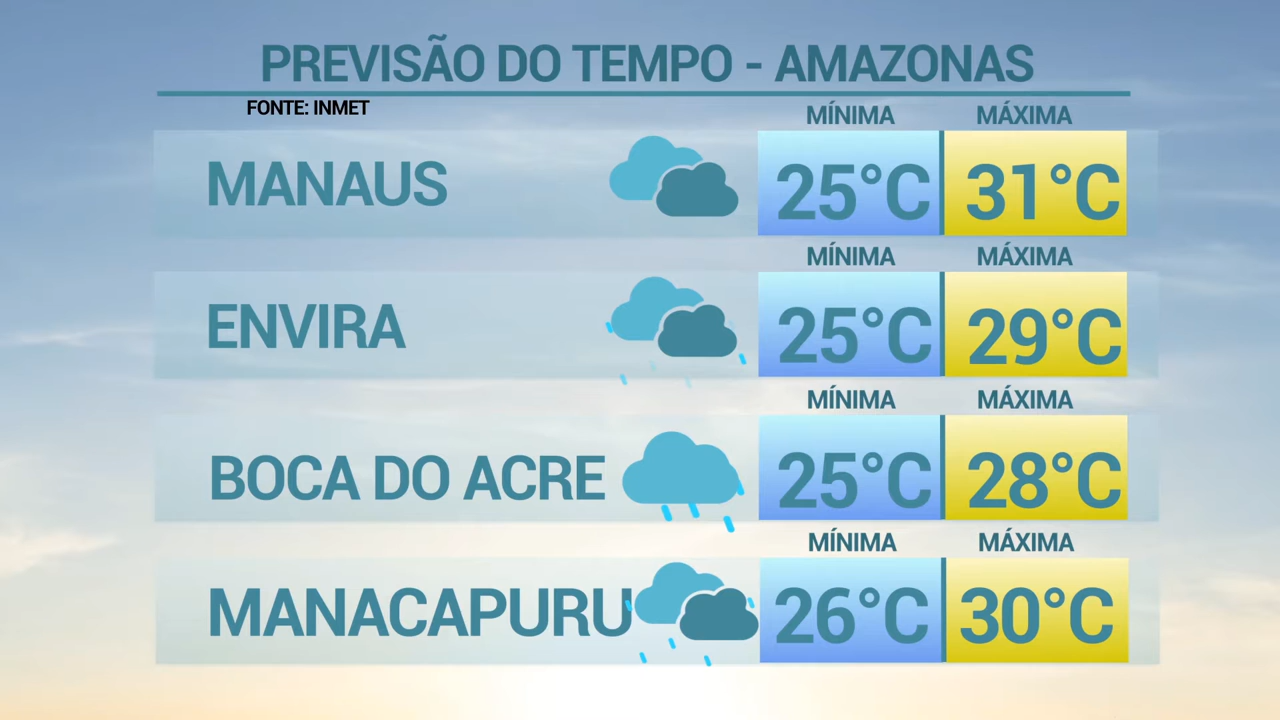 PREVISÃO DO TEMPO - AMAZONAS
FONTE: INMET
MÍNIMA MÁXIMA
MANAUS 25°C 31°C
MÍNIMA MÁXIMA
ENVIRA 25°C 29°C
MÍNIMA MÁXIMA
BOCA DO ACRE 25°C 28°C
MÍNIMA MÁXIMA
MANACAPURU 26°C 30°C